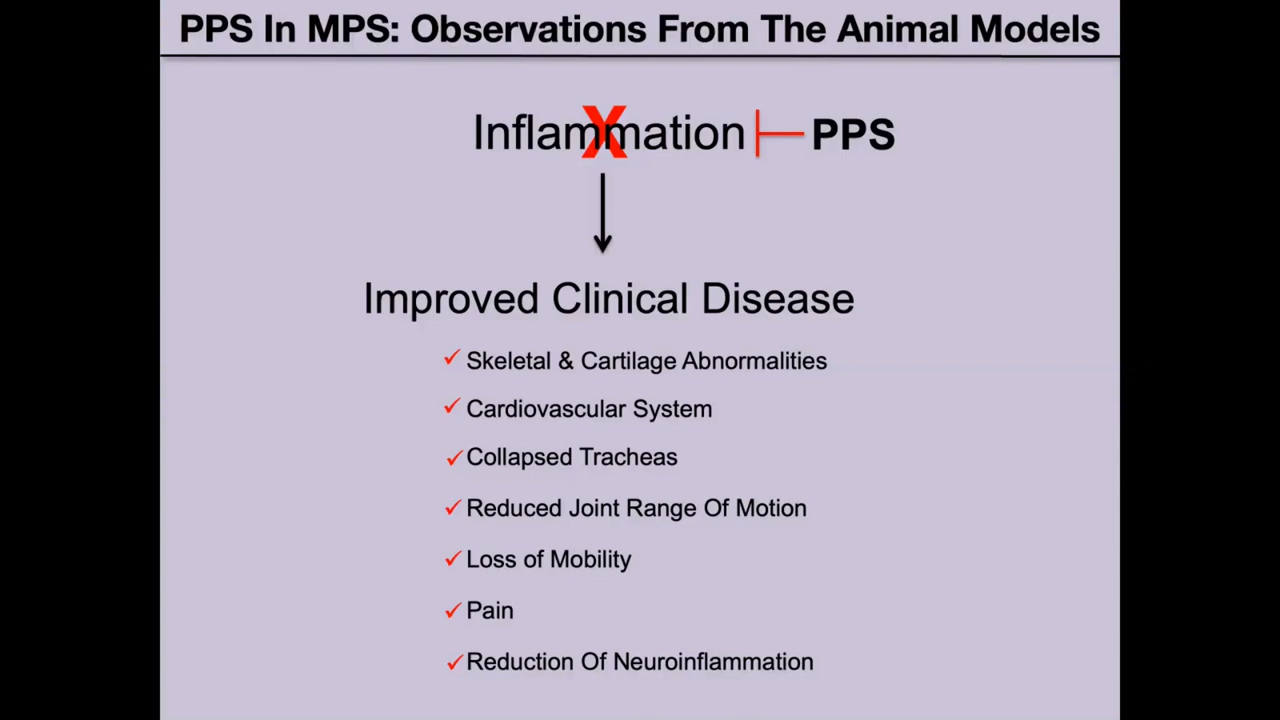 PPS In MPS: Observations From The Animal Models
Inflammation PPS
X
Improved Clinical Disease
✓ Skeletal & Cartilage Abnormalities
✓ Cardiovascular System
✓ Collapsed Tracheas
✓ Reduced Joint Range Of Motion
✓ Loss of Mobility
✓ Pain
✓ Reduction Of Neuroinflammation